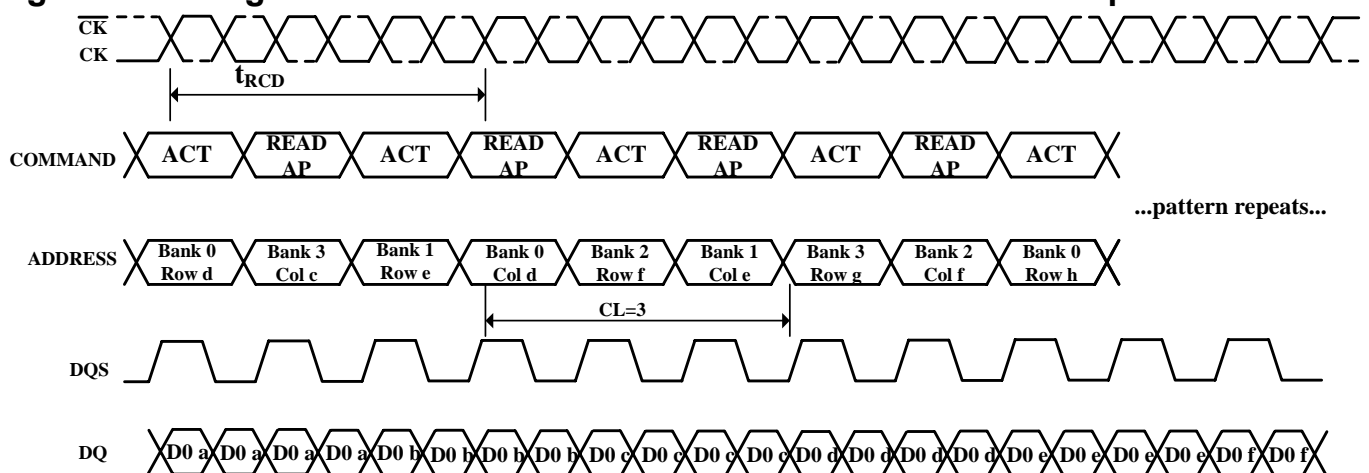 C̅K̅
CK
tRCD
COMMAND ACT READ AP ACT READ AP ACT READ AP ACT READ AP ACT
...pattern repeats...
ADDRESS Bank 0 Bank 3 Bank 1 Bank 0 Bank 2 Bank 1 Bank 3 Bank 2 Bank 0
Row d Col c Row e Col d Row f Col e Row g Col f Row h
CL=3
DQS
DQ D0 a D0 a D0 a D0 a D0 b D0 b D0 b D0 b D0 c D0 c D0 c D0 c D0 d D0 d D0 d D0 d D0 e D0 e D0 e D0 e D0 f D0 f